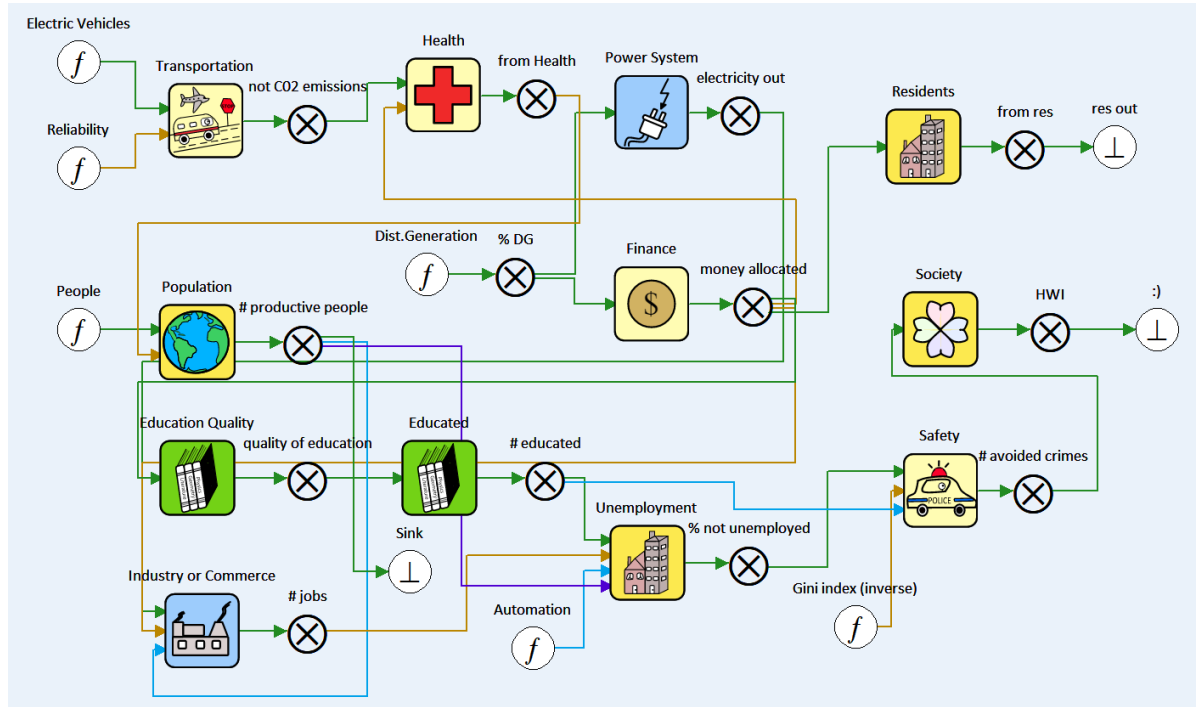 Electric Vehicles
f
Transportation
not C02 emissions
Health
from Health
Power System
electricity out
Residents
from res
res out
⊥
Reliability
f
STOP
Dist.Generation
f
% DG
Finance
$
money allocated
Society
HWI
:)
⊥
People
f
Population
# productive people
Education Quality
quality of education
Educated
# educated
Safety
# avoided crimes
POLICE
Sink
⊥
Unemployment
% not unemployed
Industry or Commerce
# jobs
Automation
f
Gini index (inverse)
f